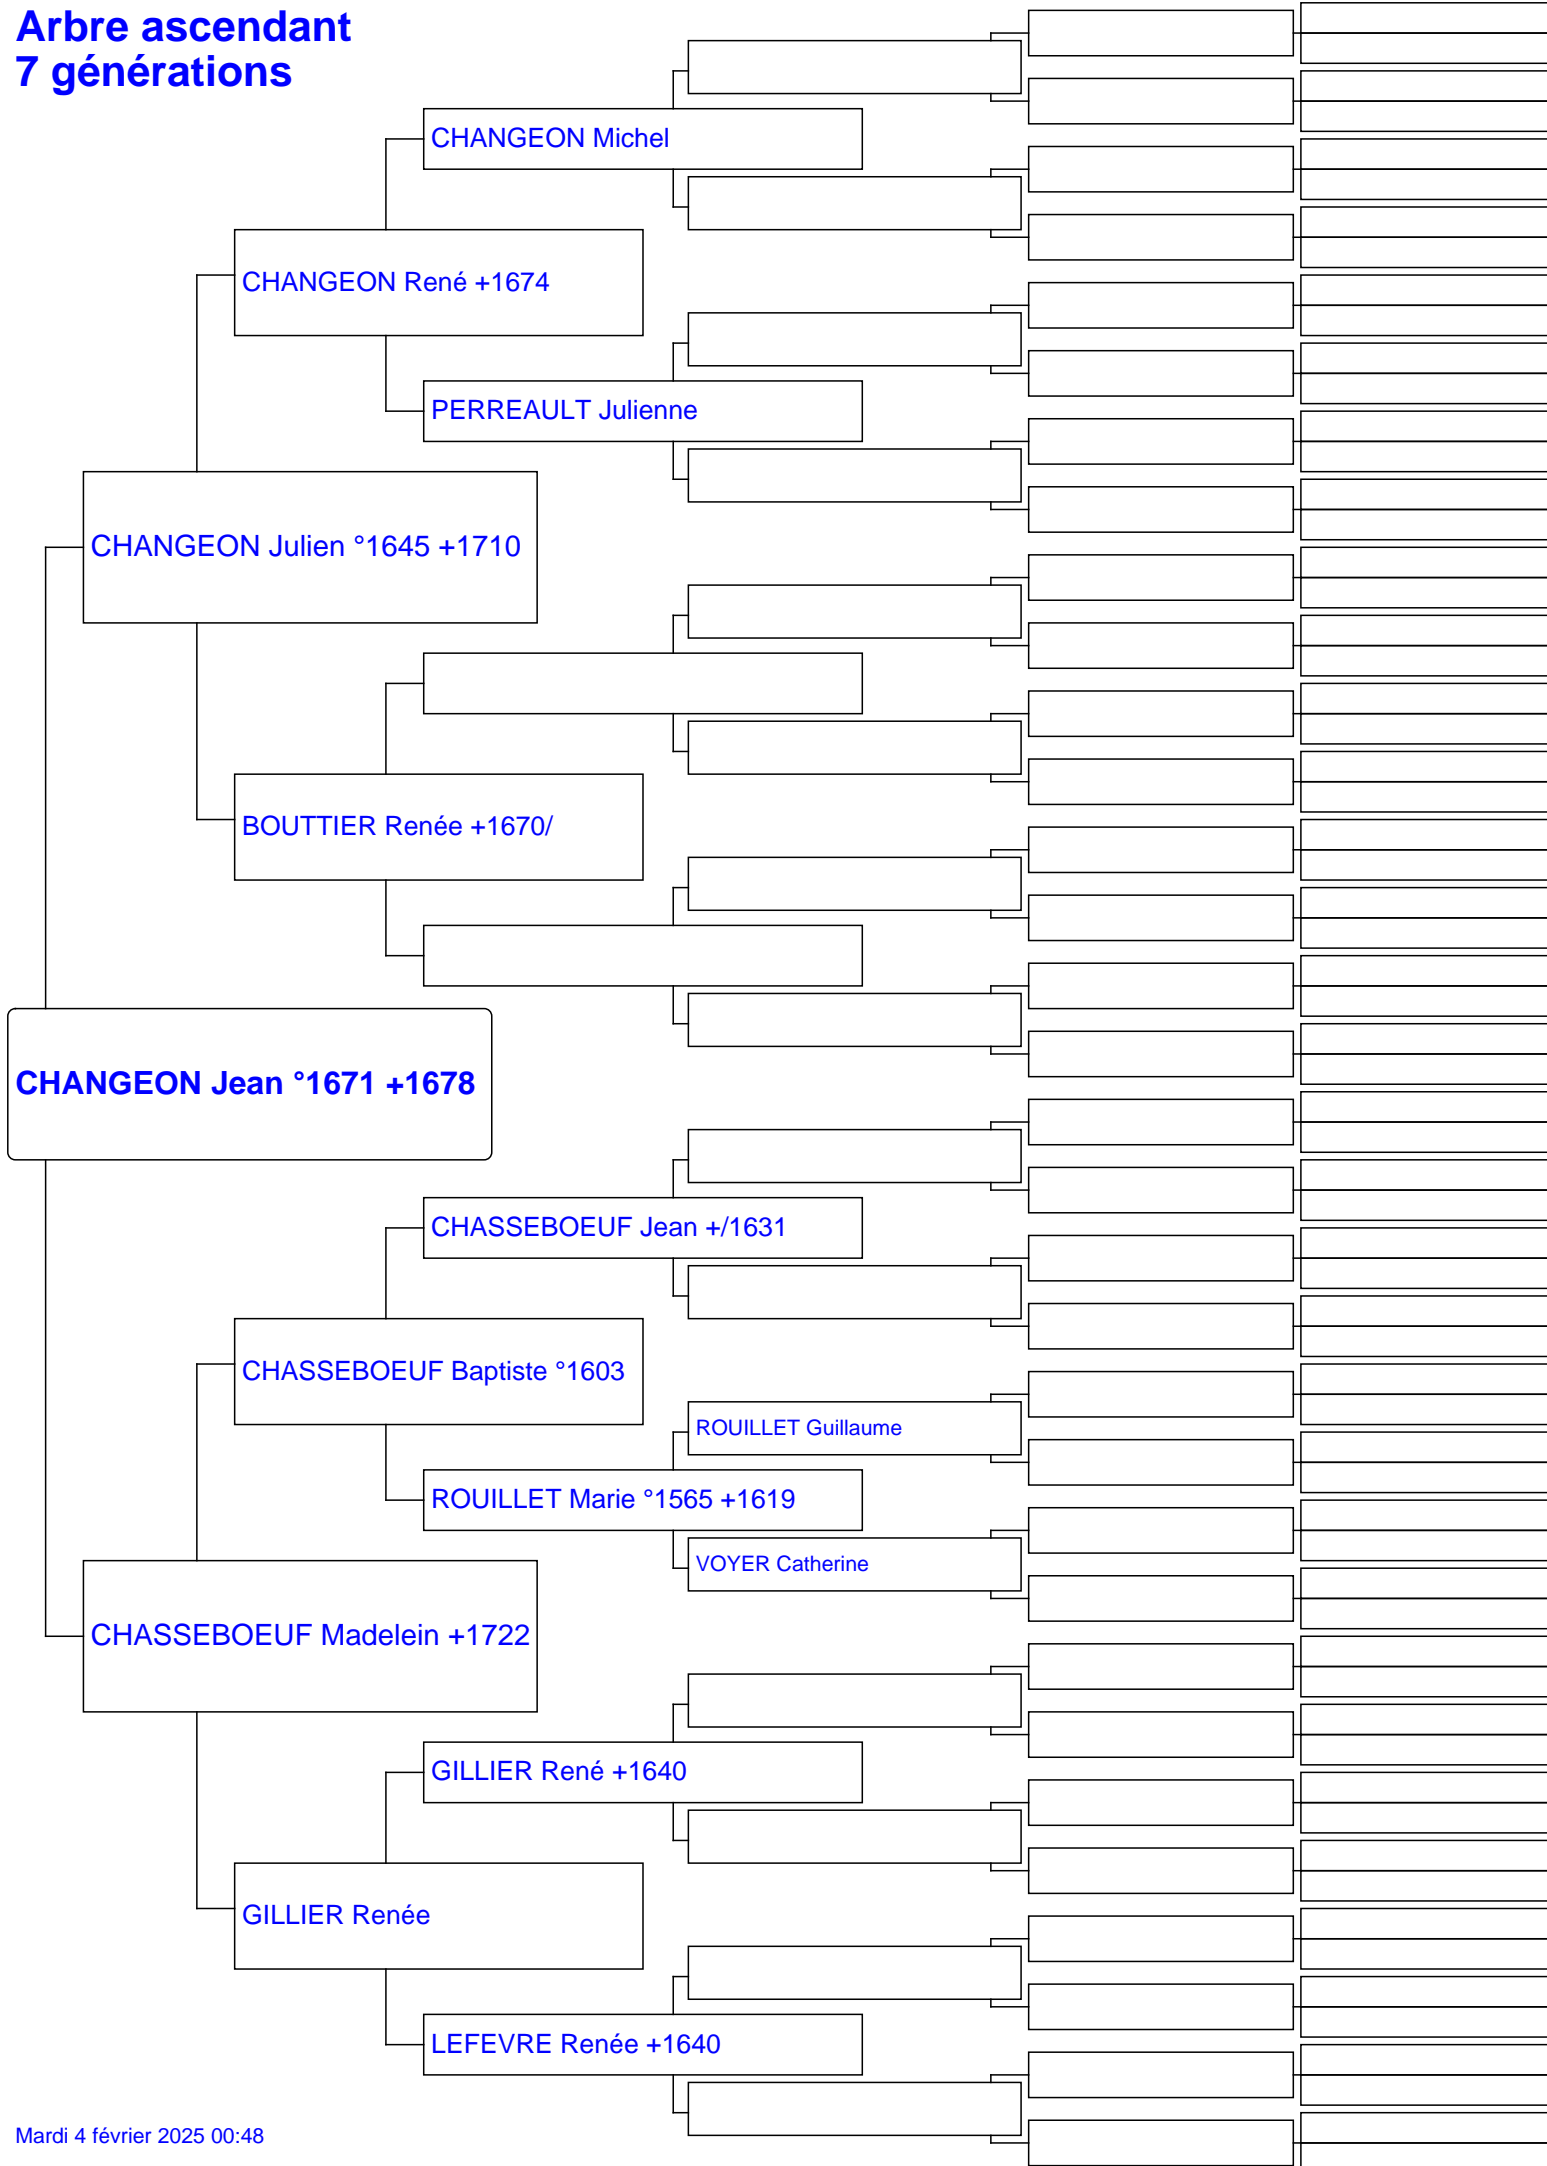 Arbre ascendant
7 générations
CHANGEON Michel
CHANGEON René +1674
PERREAULT Julienne
CHANGEON Julien °1645 +1710
BOUTTIER Renée +1670/
CHANGEON Jean °1671 +1678
CHASSEBOEUF Jean +/1631
CHASSEBOEUF Baptiste °1603
ROUILLET Guillaume
ROUILLET Marie °1565 +1619
VOYER Catherine
CHASSEBOEUF Madelein +1722
GILLIER René +1640
GILLIER Renée
LEFEVRE Renée +1640
Mardi 4 février 2025 00:48